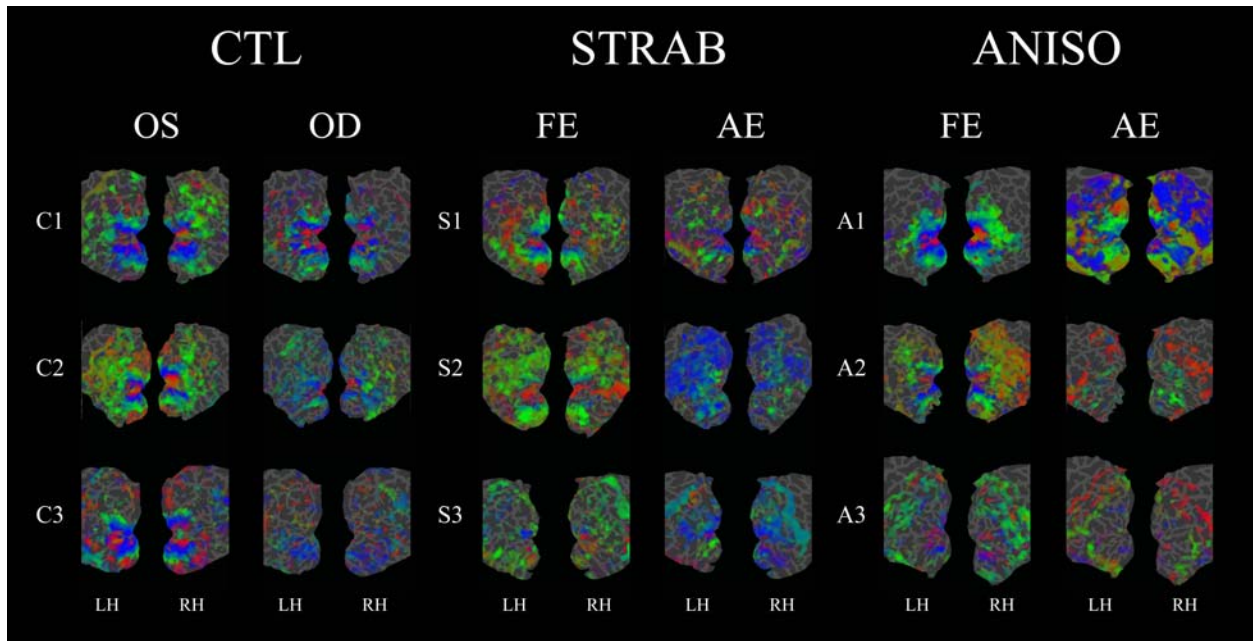 CTL STRAB ANISO
OS OD FE AE FE AE
C1 S1 A1
C2 S2 A2
C3 S3 A3
LH RH LH RH LH RH LH RH LH RH LH RH